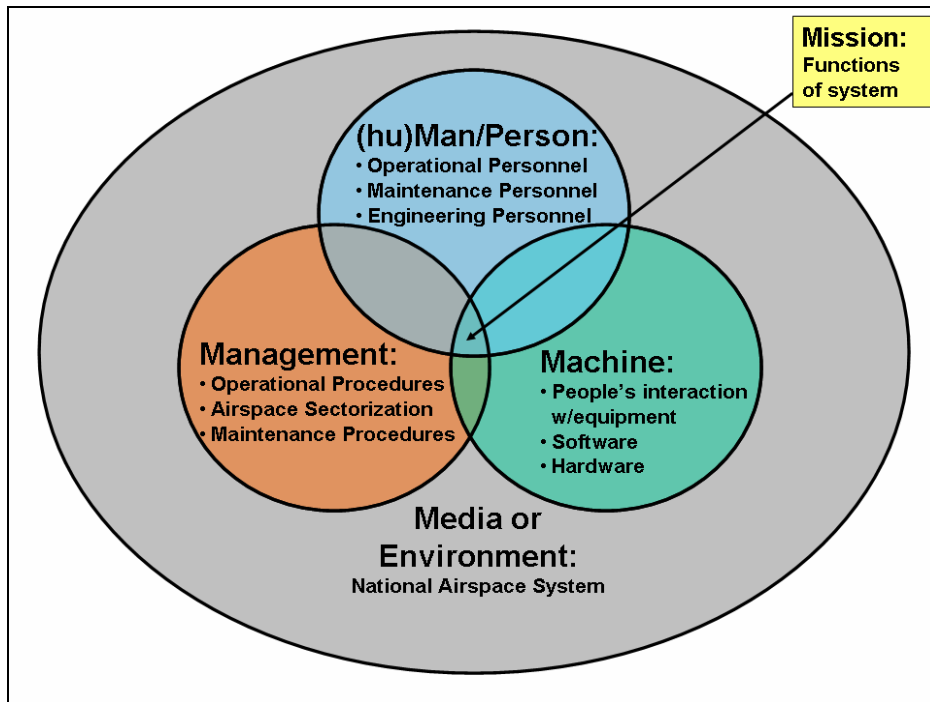 Mission:
Functions
of system
(hu)Man/Person:
• Operational Personnel
• Maintenance Personnel
• Engineering Personnel
Management:
• Operational Procedures
• Airspace Sectorization
• Maintenance Procedures
Machine:
• People's interaction
w/equipment
• Software
• Hardware
Media or
Environment:
National Airspace System